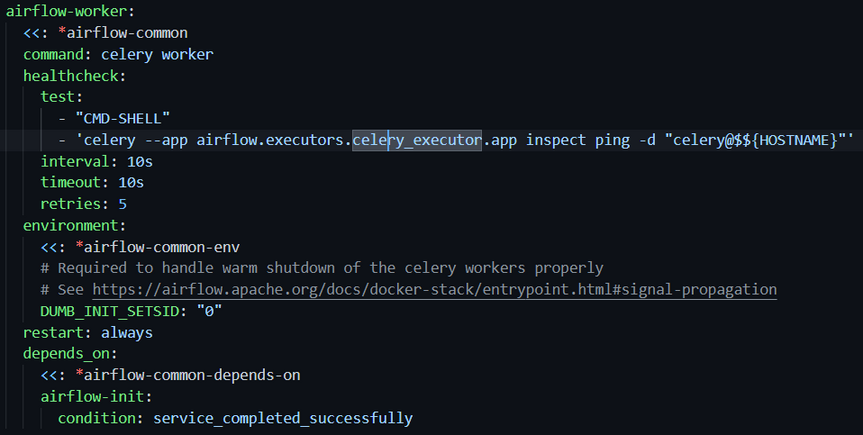 airflow-worker:
  <<: *airflow-common
  command: celery worker
  healthcheck:
    test:
      - "CMD-SHELL"
      - 'celery --app airflow.executors.celery_executor.app inspect ping -d "celery@$${HOSTNAME}"'
    interval: 10s
    timeout: 10s
    retries: 5
  environment:
    <<: *airflow-common-env
    # Required to handle warm shutdown of the celery workers properly
    # See https://airflow.apache.org/docs/docker-stack/entrypoint.html#signal-propagation
    DUMB_INIT_SETSID: "0"
  restart: always
  depends_on:
    <<: *airflow-common-depends-on
    airflow-init:
      condition: service_completed_successfully